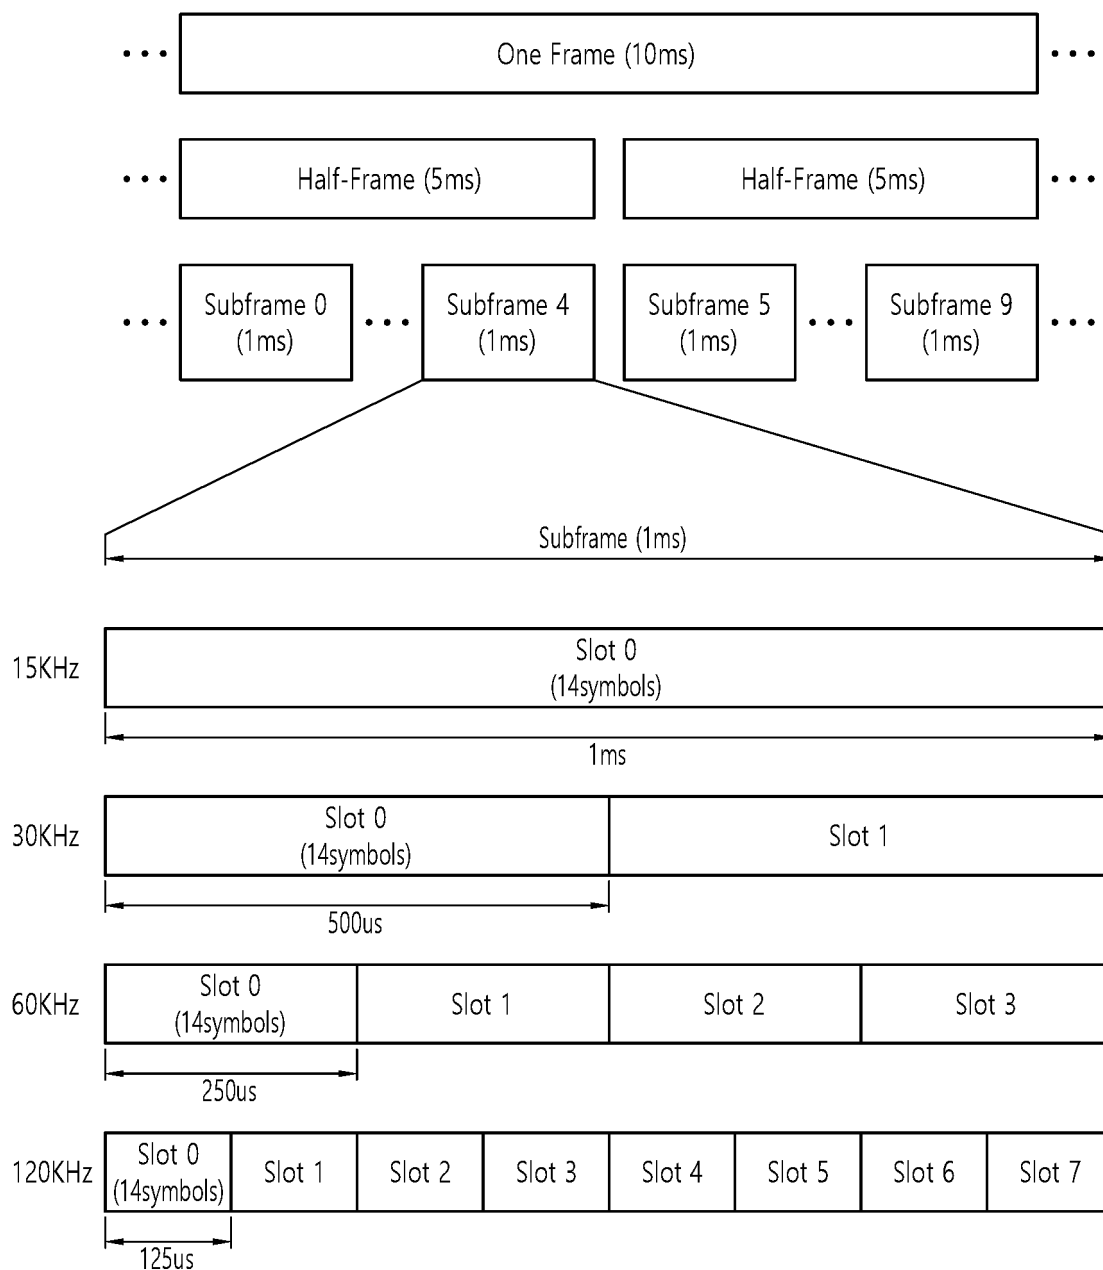 One Frame (10ms)
Half-Frame (5ms)
Half-Frame (5ms)
Subframe 0
(1ms)
Subframe 4
(1ms)
Subframe 5
(1ms)
Subframe 9
(1ms)
Subframe (1ms)
15KHz
Slot 0
(14symbols)
1ms
30KHz
Slot 0
(14symbols)
Slot 1
500us
60KHz
Slot 0
(14symbols)
Slot 1
Slot 2
Slot 3
250us
120KHz
Slot 0
(14symbols)
Slot 1
Slot 2
Slot 3
Slot 4
Slot 5
Slot 6
Slot 7
125us